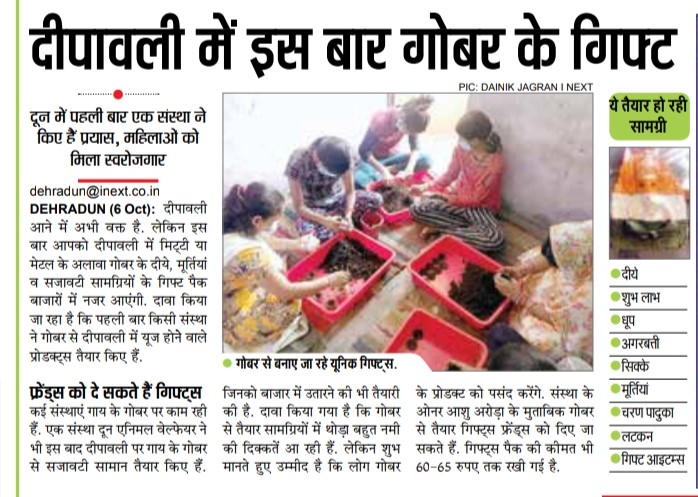 दीपावली में इस बार गोबर के गिफ्ट
PIC: DAINIK JAGRAN I NEXT
दून में पहली बार एक संस्था ने
किए हैं प्रयास, महिलाओं को
मिला स्वरोजगार
dehradun@inext.co.in
DEHRADUN (6 Oct): दीपावली
आने में अभी वक्त है. लेकिन इस
बार आपको दीपावली में मिट्टी या
मेटल के अलावा गोबर के दीये, मूर्तियां
व सजावटी सामग्रियों के गिफ्ट पैक
बाजारों में नजर आएंगी. दावा किया
जा रहा है कि पहली बार किसी संस्था
ने गोबर से दीपावली में यूज होने वाले
प्रोडक्ट्स तैयार किए हैं.
गोबर से बनाए जा रहे यूनिक गिफ्ट्स.
फ्रेंड्स को दे सकते हैं गिफ्ट्स
कई संस्थाएं गाय के गोबर पर काम रही
हैं. एक संस्था दून एनिमल वेल्फेयर ने
भी इस बाद दीपावली पर गाय के गोबर
से सजावटी सामान तैयार किए हैं.
जिनको बाजार में उतारने की भी तैयारी
की है. दावा किया गया है कि गोबर
से तैयार सामग्रियों में थोड़ा बहुत नमी
की दिक्कतें आ रही हैं. लेकिन शुभ
मानते हुए उम्मीद है कि लोग गोबर
के प्रोडक्ट को पसंद करेंगे. संस्था के
ओनर आशु अरोड़ा के मुताबिक गोबर
से तैयार गिफ्ट्स फ्रेंड्स को दिए जा
सकते हैं. गिफ्ट्स पैक की कीमत भी
60-65 रुपए तक रखी गई है.
ये तैयार हो रही
सामग्री
दीये
शुभ लाभ
धूप
अगरबत्ती
सिक्के
मूर्तियां
चरण पादुका
लटकन
गिफ्ट आइटम्स